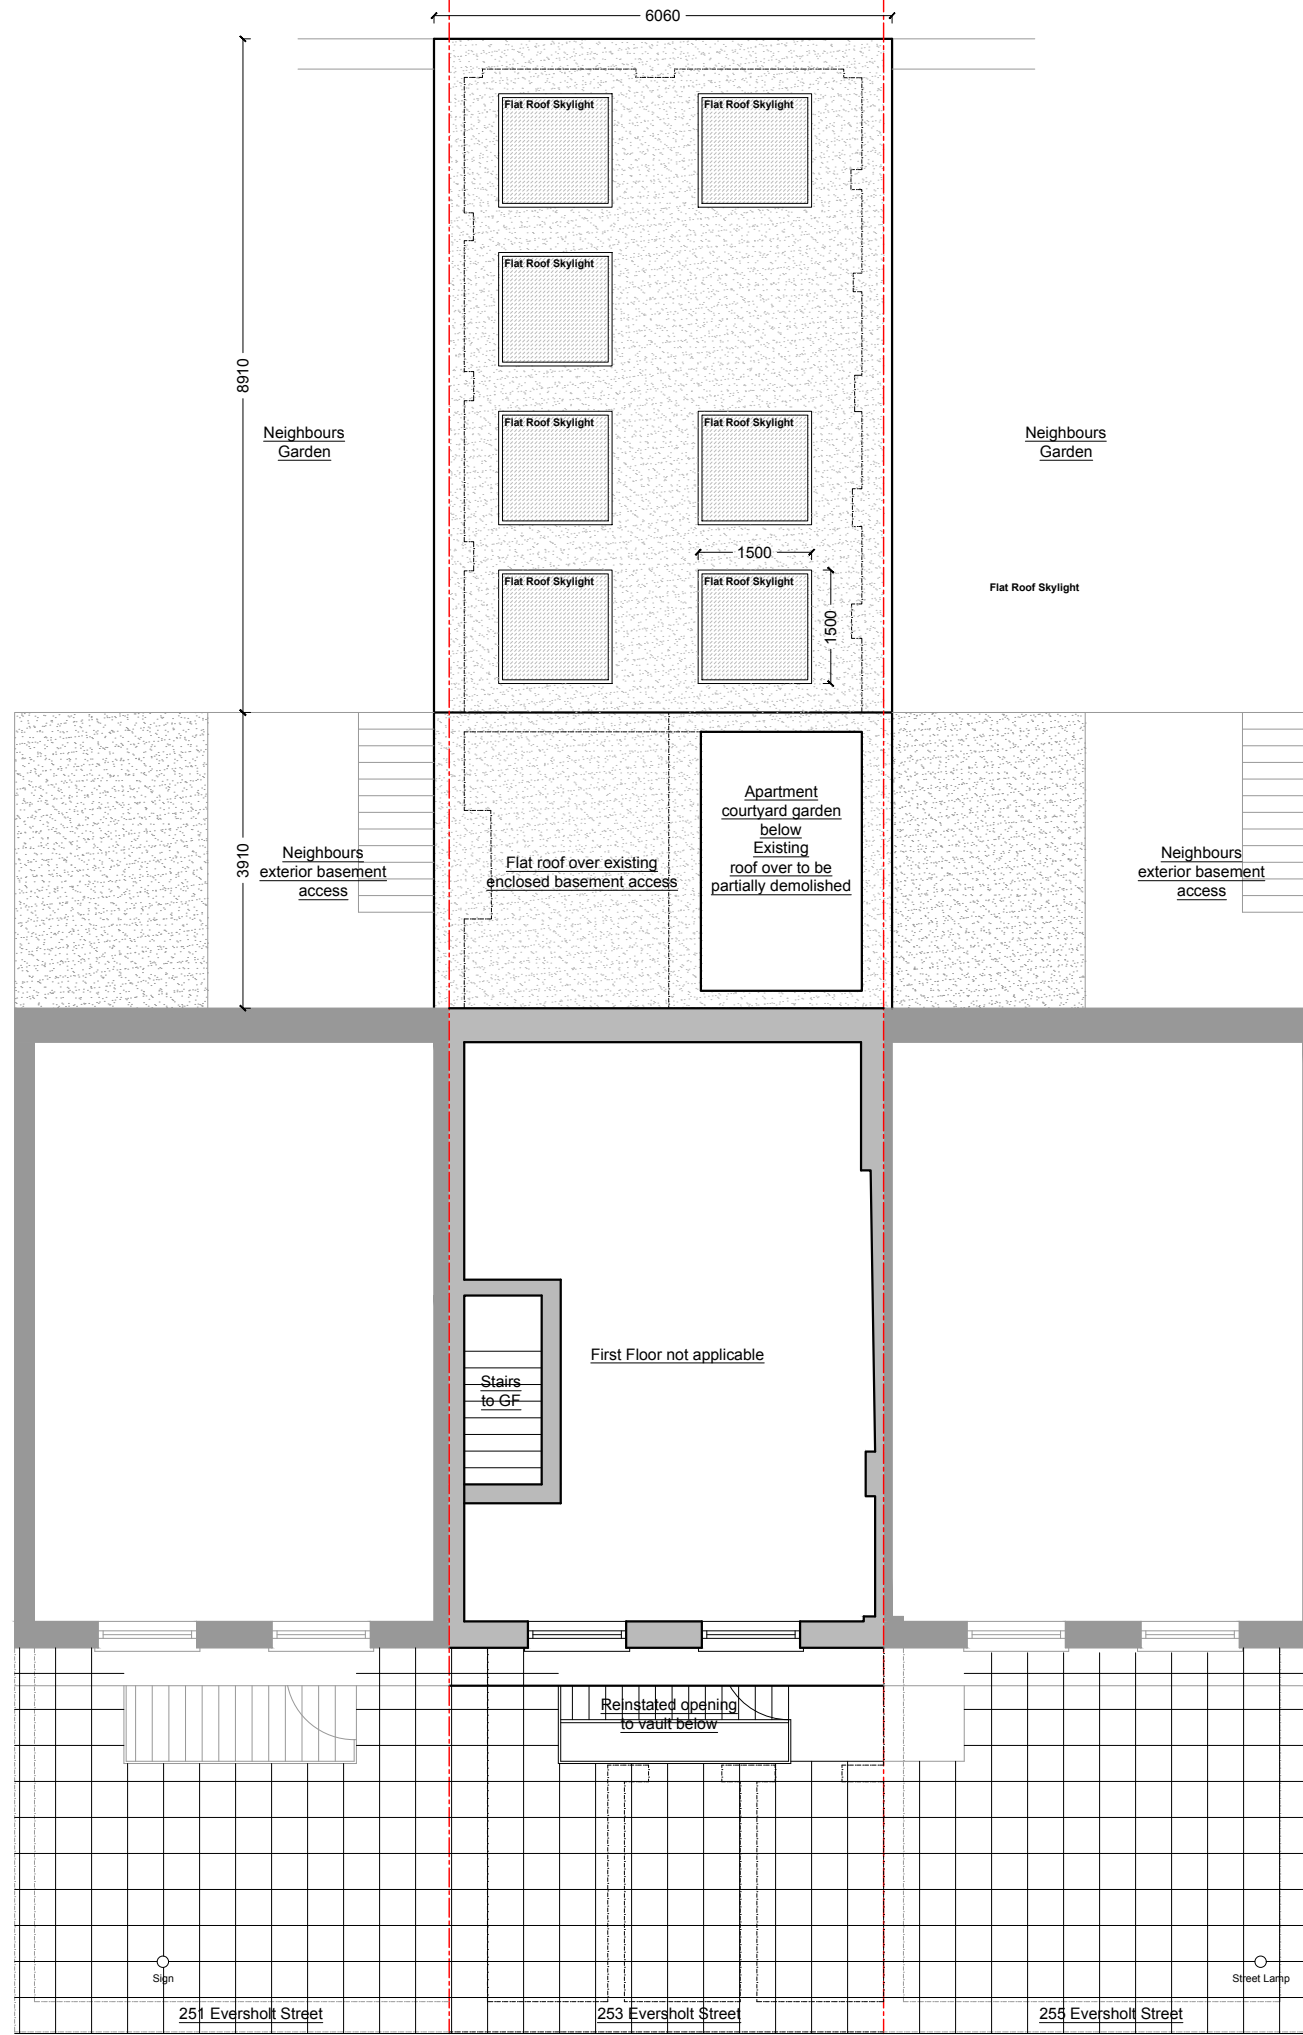 6060
Flat Roof Skylight
Flat Roof Skylight
Flat Roof Skylight
8910
Neighbours
Garden
Flat Roof Skylight
Flat Roof Skylight
Neighbours
Garden
1500
Flat Roof Skylight
Flat Roof Skylight
1500
Flat Roof Skylight
3910
Neighbours
exterior basement
access
Flat roof over existing
enclosed basement access
Apartment
courtyard garden
below
Existing
roof over to be
partially demolished
Neighbours
exterior basement
access
First Floor not applicable
Stairs
to GF
Reinstated opening
to vault below
Sign
Street Lamp
251 Eversholt Street
253 Eversholt Street
255 Eversholt Street